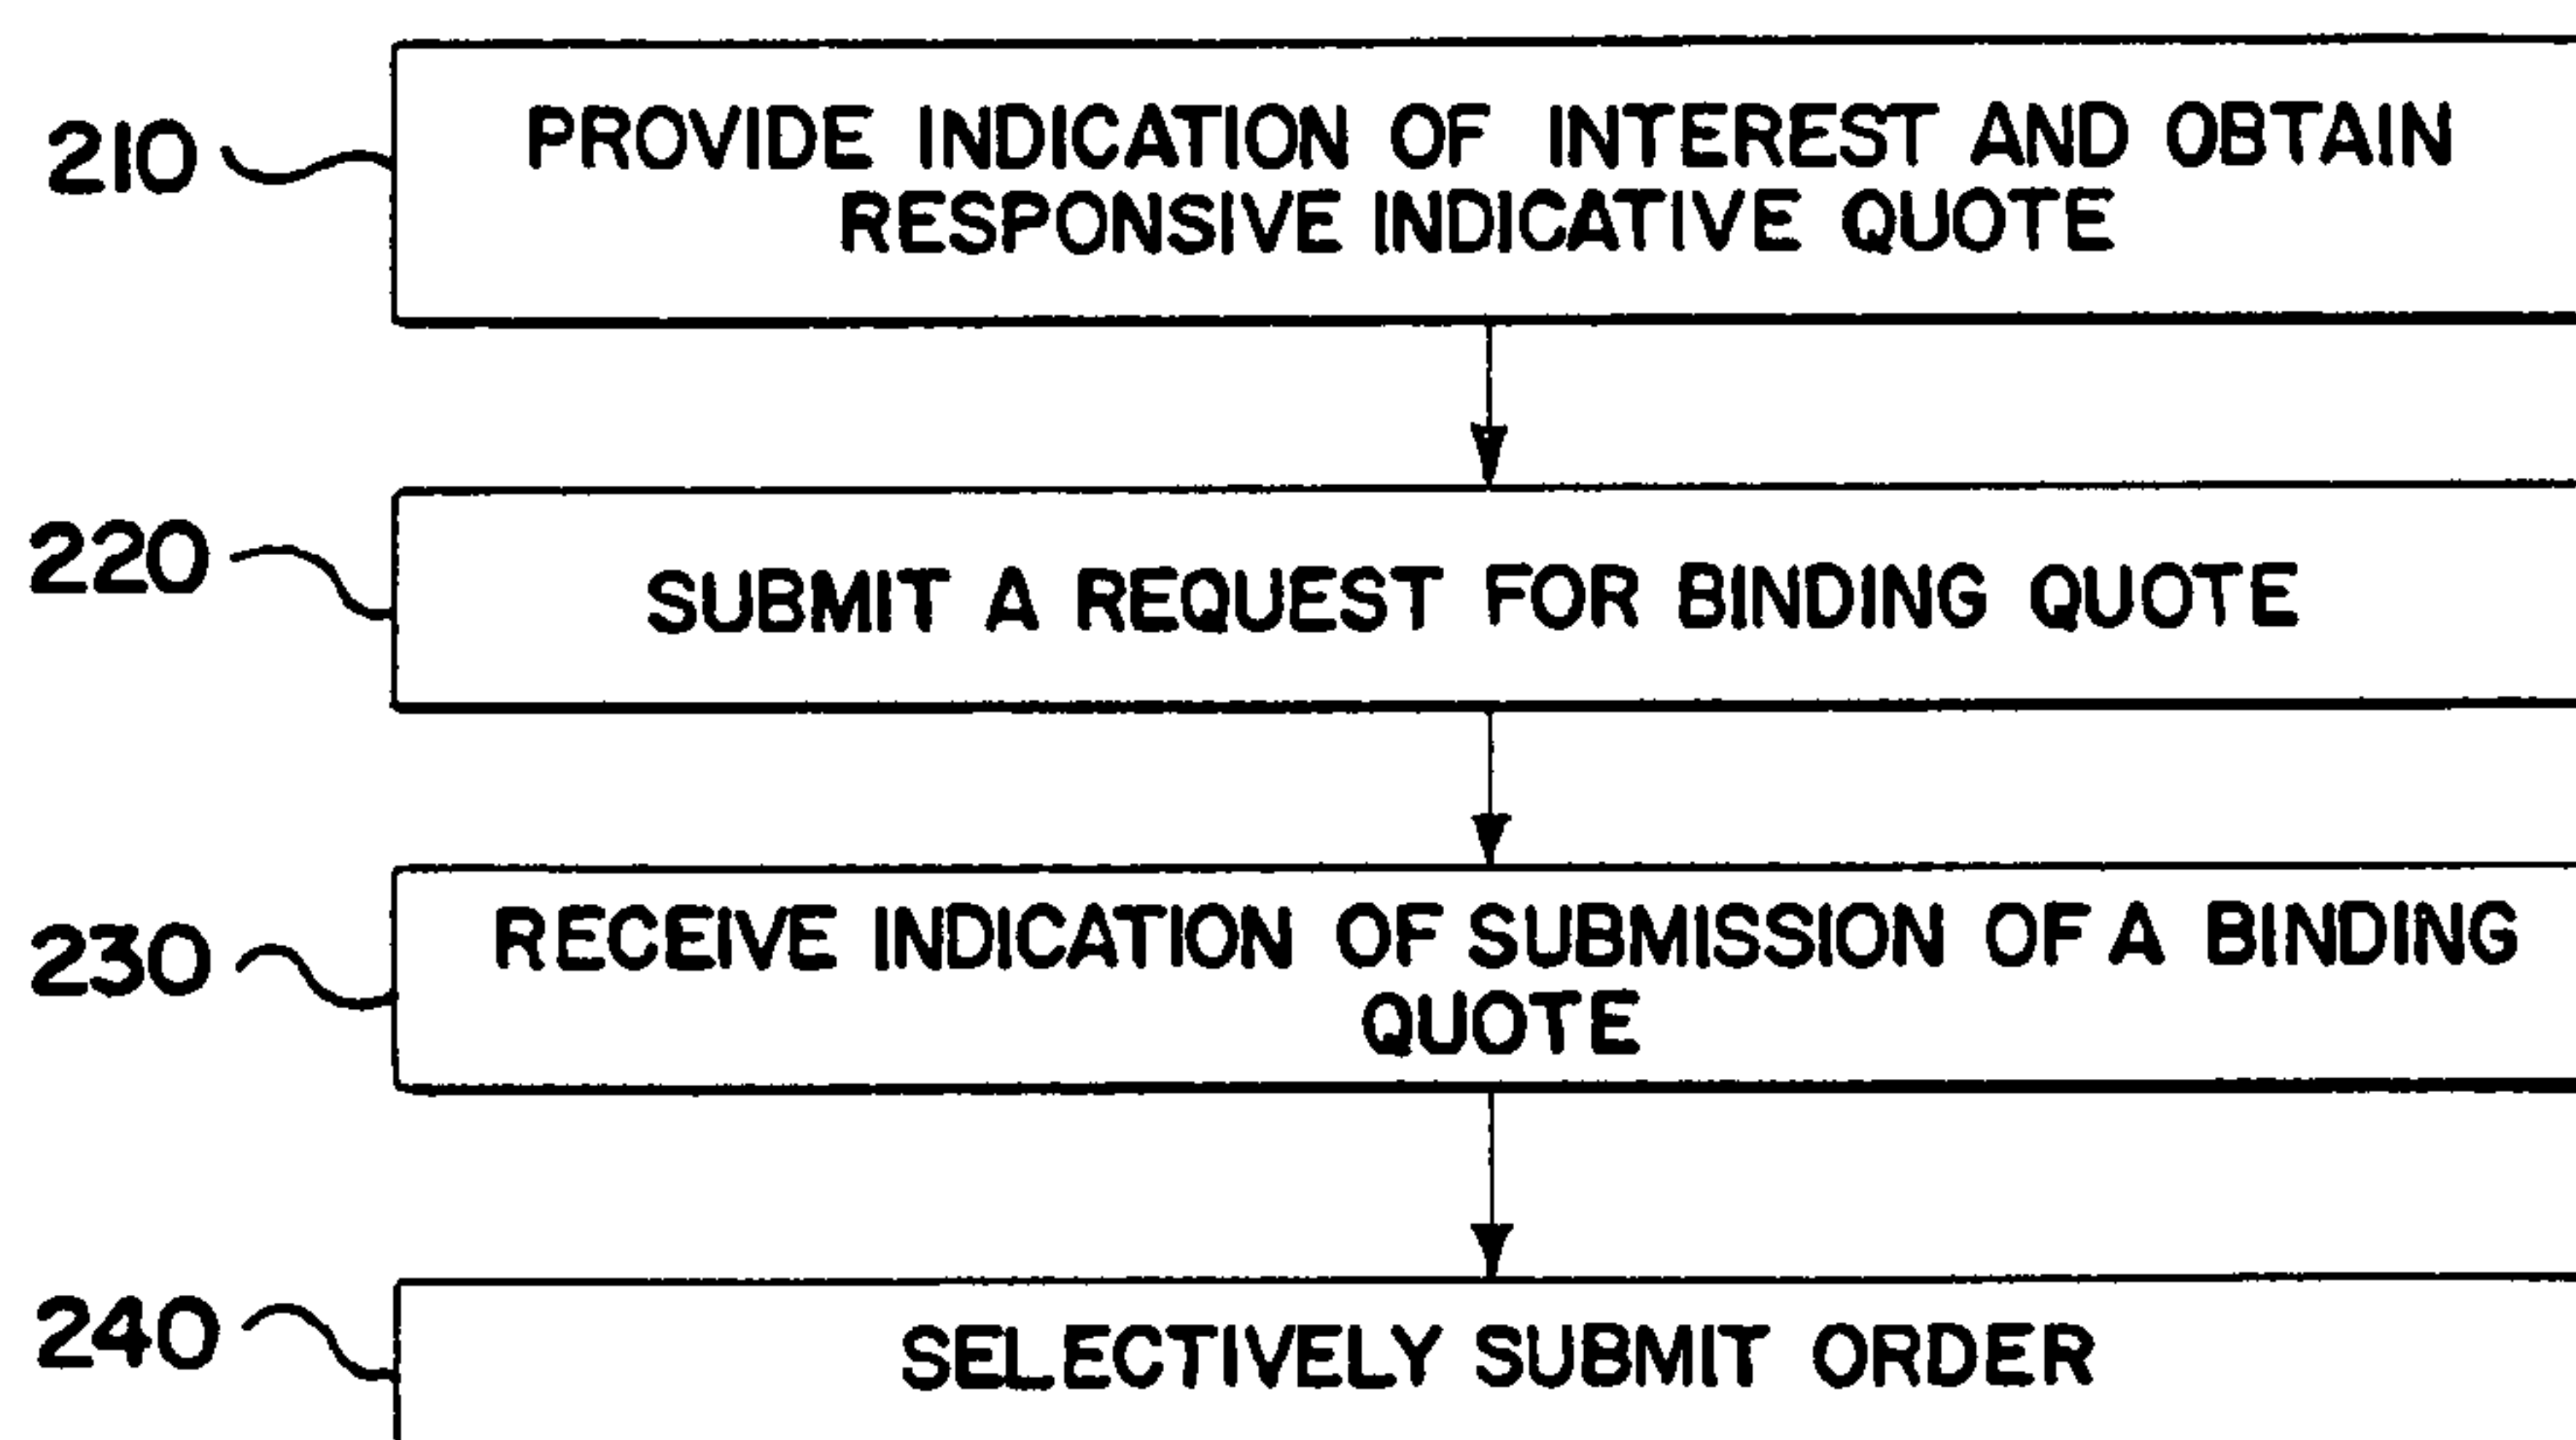 210
PROVIDE INDICATION OF INTEREST AND OBTAIN
RESPONSIVE INDICATIVE QUOTE
220
SUBMIT A REQUEST FOR BINDING QUOTE
230
RECEIVE INDICATION OF SUBMISSION OF A BINDING
QUOTE
240
SELECTIVELY SUBMIT ORDER